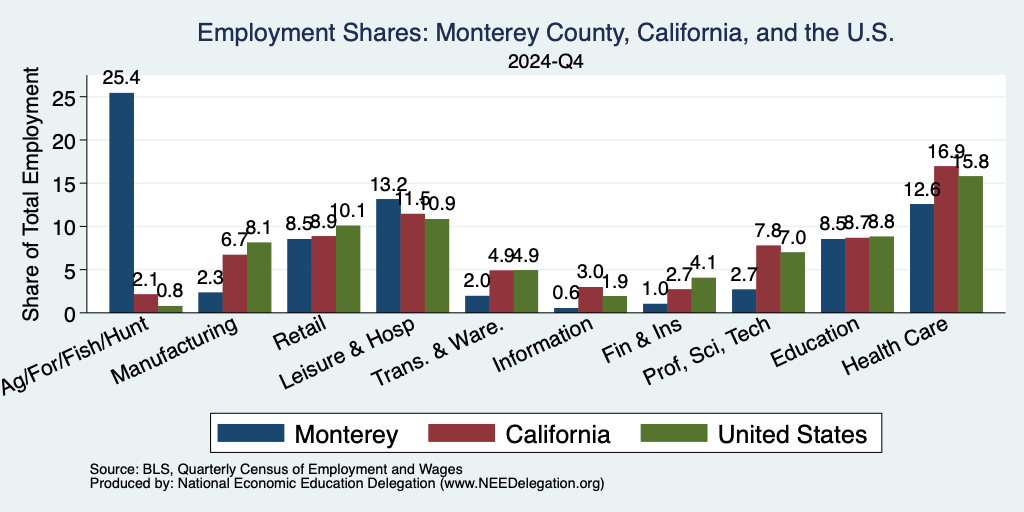 Employment Shares: Monterey County, California, and the U.S.
2024-Q4
Share of Total Employment
25
20
15
10
5
0
25.4
2.1
0.8
2.3
6.7
8.1
8.5
8.9
10.1
13.2
11.5
10.9
2.0
4.9
4.9
0.6
3.0
1.9
1.0
2.7
4.1
2.7
7.8
7.0
8.5
8.7
8.8
12.6
16.9
15.8
Ag/For/Fish/Hunt
Manufacturing
Retail
Leisure & Hosp
Trans. & Ware.
Information
Fin & Ins
Prof, Sci, Tech
Education
Health Care
Monterey
California
United States
Source: BLS, Quarterly Census of Employment and Wages
Produced by: National Economic Education Delegation (www.NEEDelegation.org)